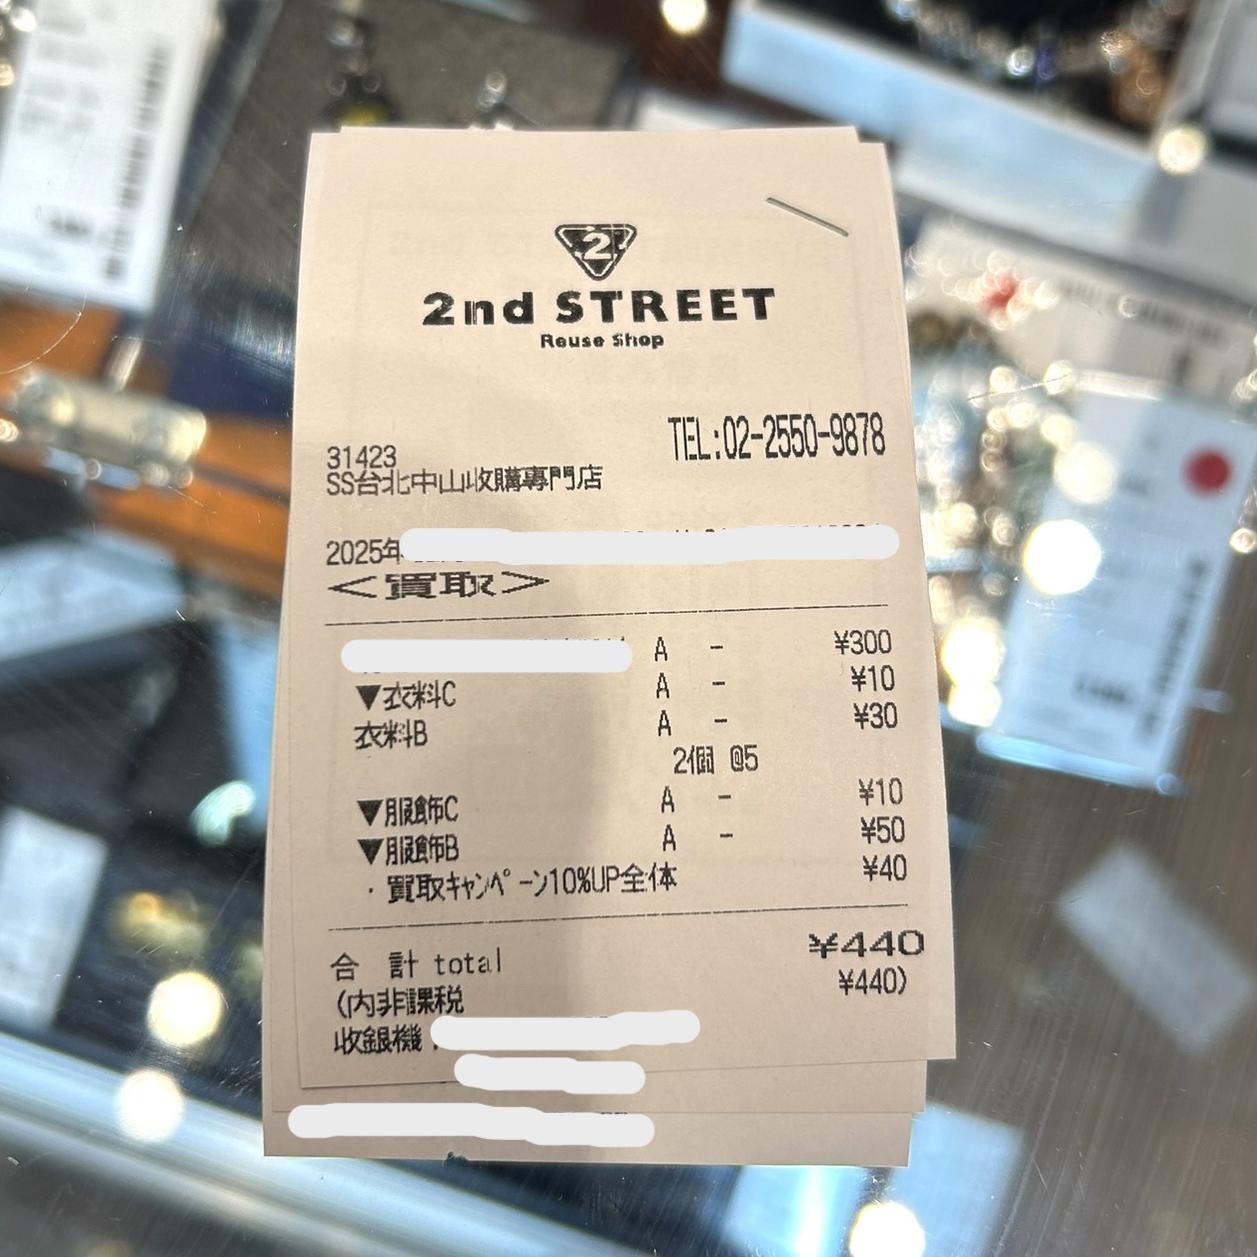 2
2nd STREET
Reuse Shop
TEL:02-2550-9878
31423
SS台北中山收購專門店
2025年
<買取>
A - ¥300
▼衣料C A - ¥10
衣料B A - ¥30
2個 @5
▼服飾C A - ¥10
▼服飾B A - ¥50
・買取キャンペーン10%UP全体 ¥40
合 計 total ¥440
(内非課税 ¥440)
收銀機: